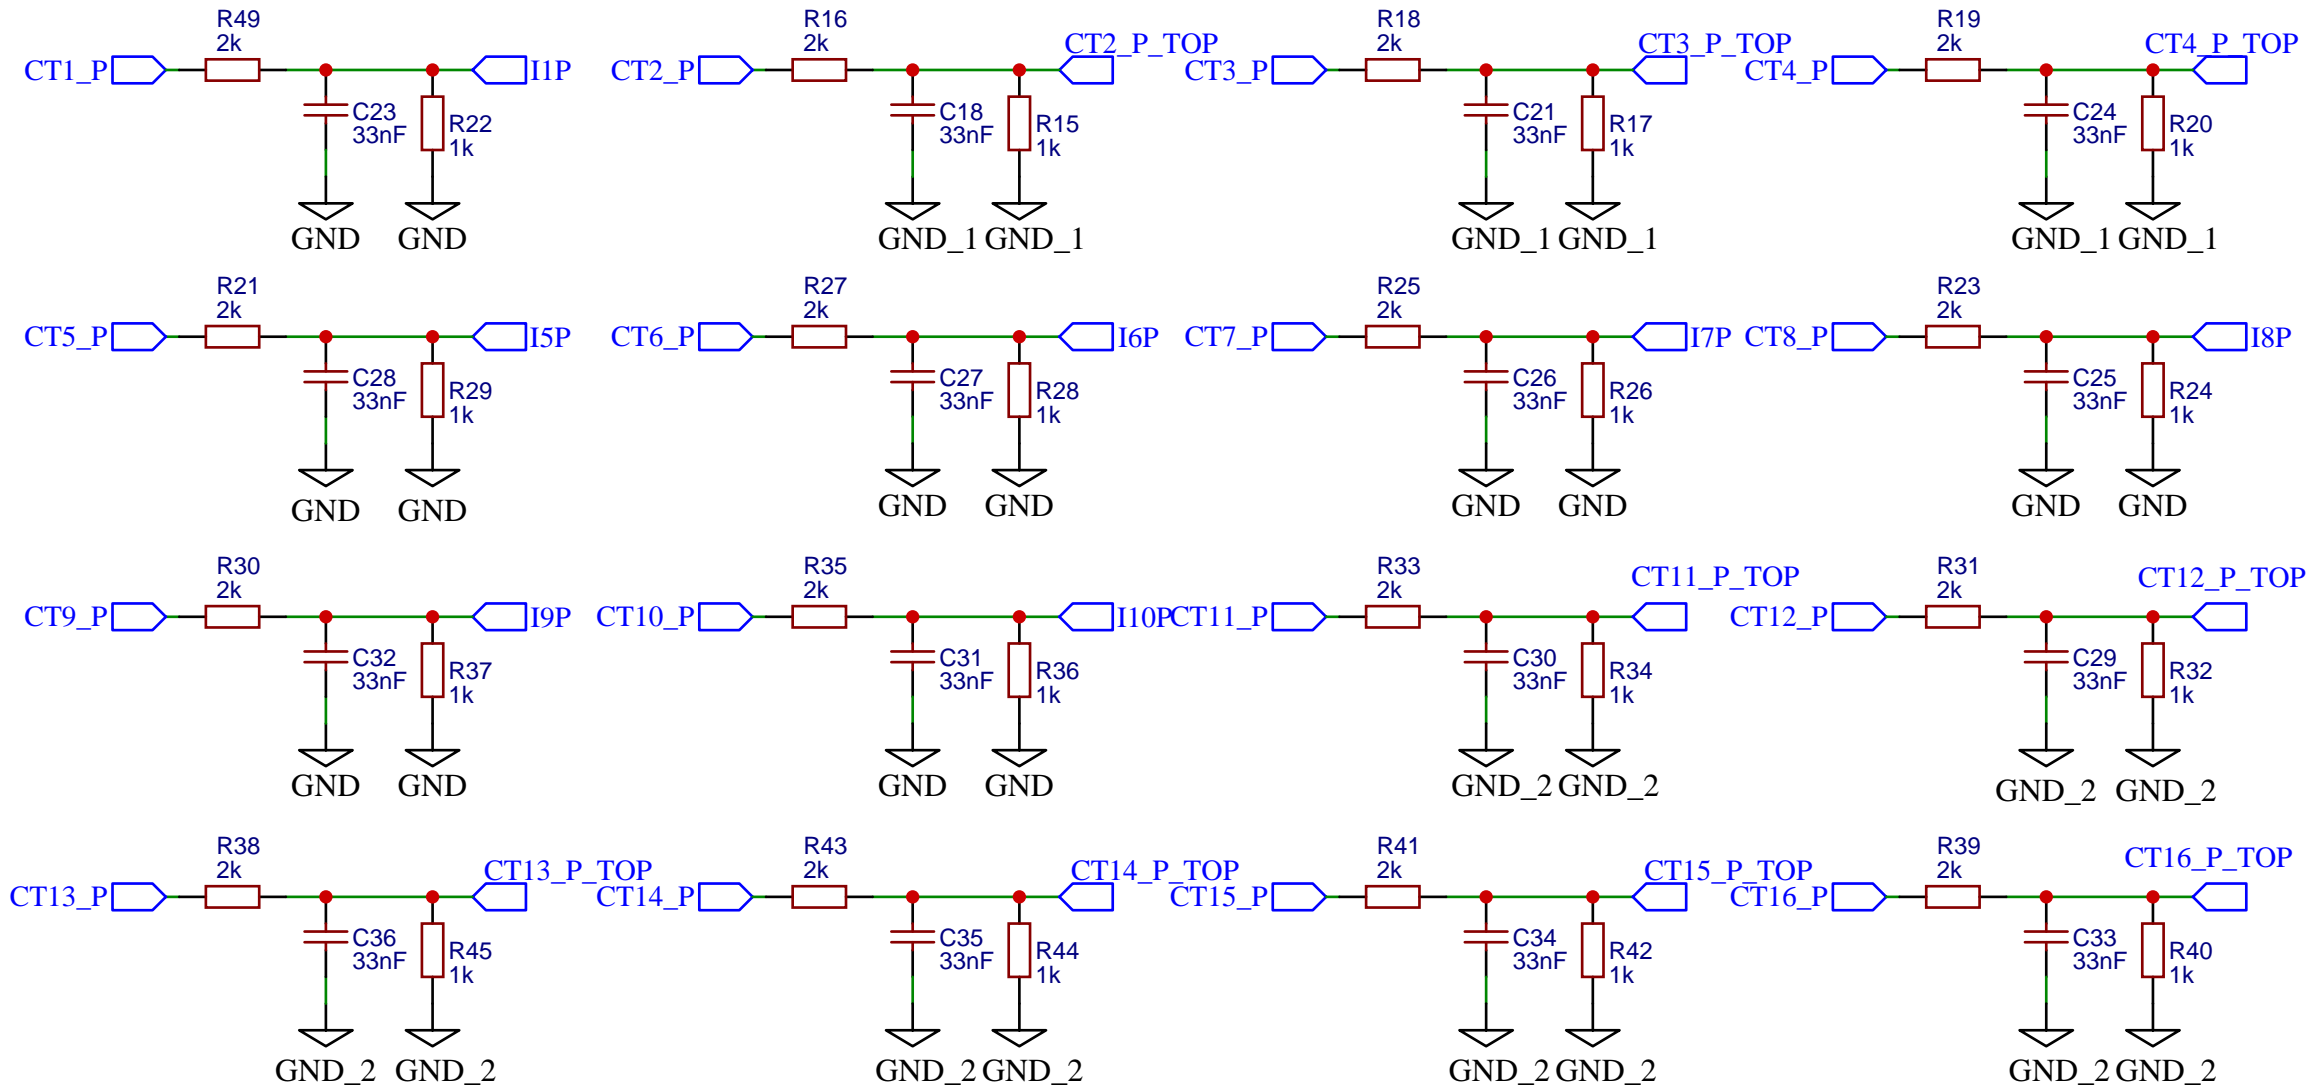 R49
2k
CT1_P
I1P
C23
33nF
R22
1k
GND
GND
R16
2k
CT2_P
CT2_P_TOP
C18
33nF
R15
1k
GND_1
GND_1
R18
2k
CT3_P
CT3_P_TOP
C21
33nF
R17
1k
GND_1
GND_1
R19
2k
CT4_P
CT4_P_TOP
C24
33nF
R20
1k
GND_1
GND_1
R21
2k
CT5_P
I5P
C28
33nF
R29
1k
GND
GND
R27
2k
CT6_P
I6P
C27
33nF
R28
1k
GND
GND
R25
2k
CT7_P
I7P
C26
33nF
R26
1k
GND
GND
R23
2k
CT8_P
I8P
C25
33nF
R24
1k
GND
GND
R30
2k
CT9_P
I9P
C32
33nF
R37
1k
GND
GND
R35
2k
CT10_P
I10P
C31
33nF
R36
1k
GND
GND
R33
2k
CT11_P
CT11_P_TOP
C30
33nF
R34
1k
GND_2
GND_2
R31
2k
CT12_P
CT12_P_TOP
C29
33nF
R32
1k
GND_2
GND_2
R38
2k
CT13_P
CT13_P_TOP
C36
33nF
R45
1k
GND_2
GND_2
R43
2k
CT14_P
CT14_P_TOP
C35
33nF
R44
1k
GND_2
GND_2
R41
2k
CT15_P
CT15_P_TOP
C34
33nF
R42
1k
GND_2
GND_2
R39
2k
CT16_P
CT16_P_TOP
C33
33nF
R40
1k
GND_2
GND_2